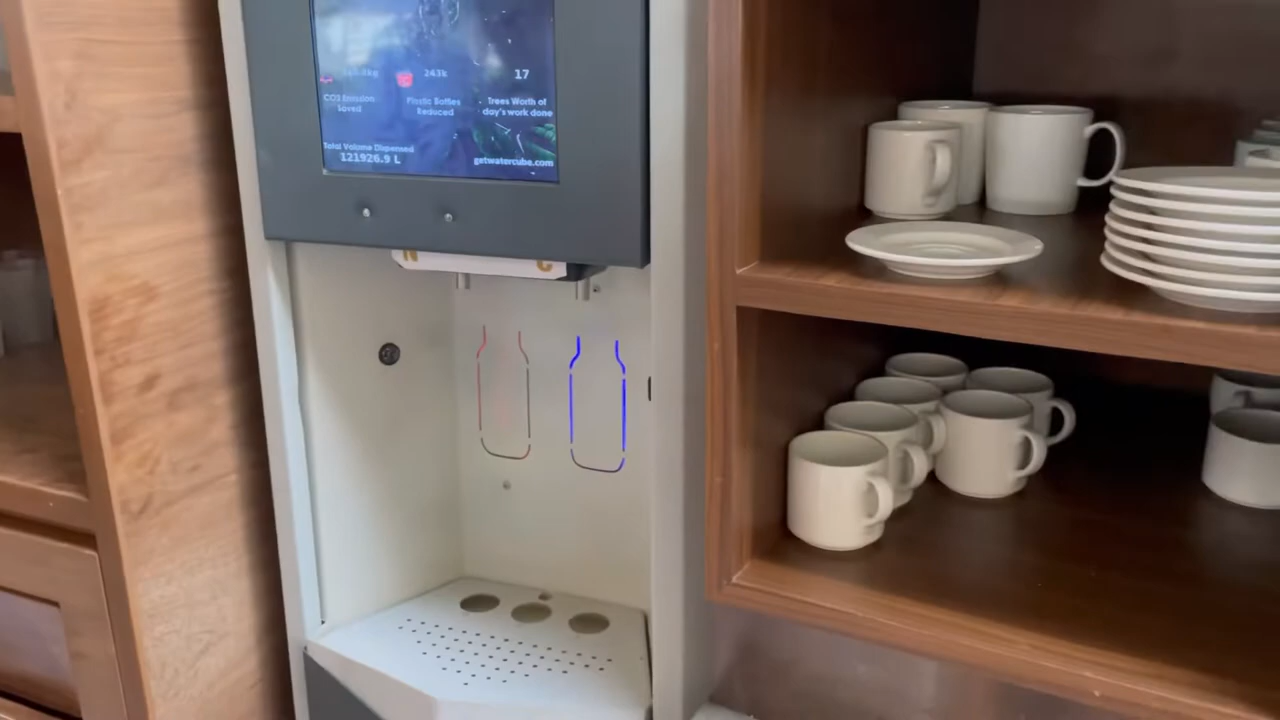 243k
17
CO2 Emission
Saved
Plastic Bottles
Reduced
Trees Worth of
day's work done
Total Volume Dispensed
121926.9 L
getwatercube.com
N
C